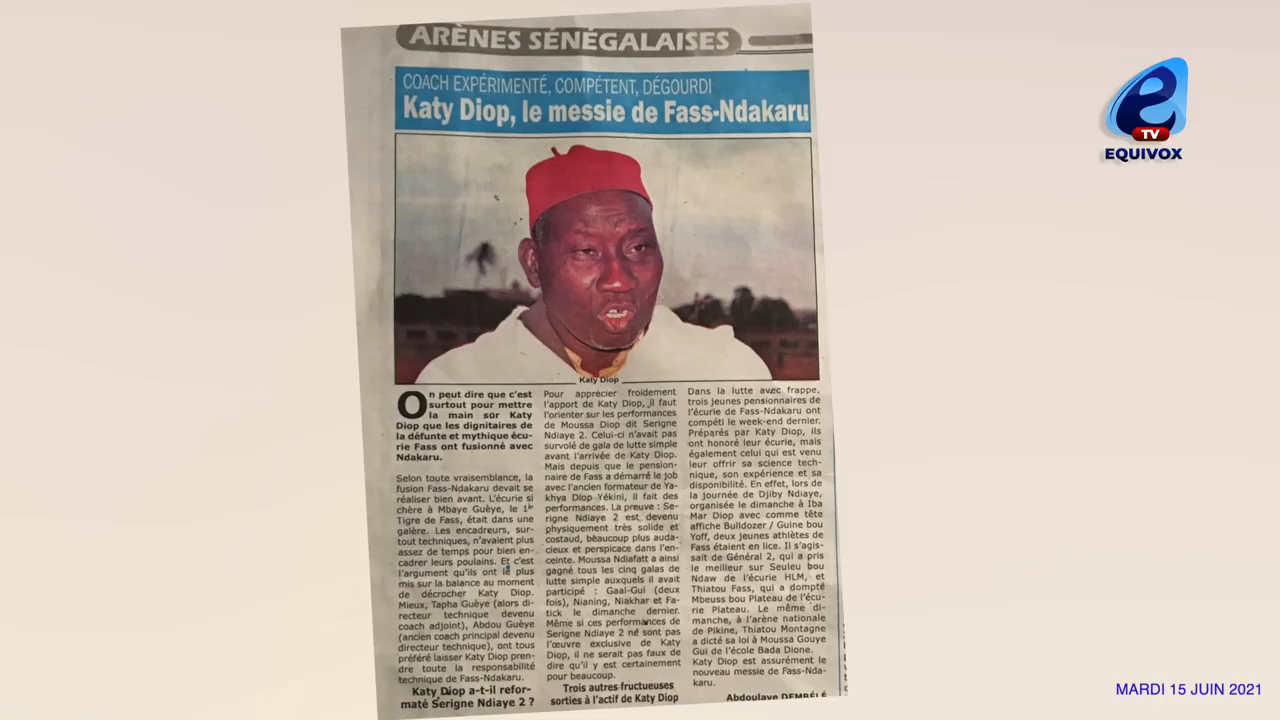 ARÈNES SÉNÉGALAISES
COACH EXPÉRIMENTÉ, COMPÉTENT, DÉGOURDI
Katy Diop, le messie de Fass-Ndakaru
e
TV
EQUIVOX
Katy Diop
On peut dire que c'est
surtout pour mettre
la main sur Katy
Diop que les dignitaires de
la défunte et mythique écu-
rie Fass ont fusionné avec
Ndakaru.
Selon toute vraisemblance, la
fusion Fass-Ndakaru devait se
réaliser bien avant. L'écurie si
chère à Mbaye Guèye, le 1er
Tigre de Fass, était dans une
galère. Les encadreurs, sur-
tout techniques, n'avaient plus
assez de temps pour bien en-
cadrer leurs poulains. Et c'est
l'argument qu'ils ont le plus
mis sur la balance au moment
de décrocher Katy Diop.
Mieux, Tapha Guèye (alors di-
recteur technique devenu
coach adjoint), Abdou Guèye
(ancien coach principal devenu
directeur technique), ont tous
préféré laisser Katy Diop pren-
dre toute la responsabilité
technique de Fass-Ndakaru.
Katy Diop a-t-il refor-
maté Serigne Ndiaye 2 ?
Pour apprécier froidement
l'apport de Katy Diop, il faut
l'orienter sur les performances
de Moussa Diop dit Serigne
Ndiaye 2. Celui-ci n'avait pas
survolé de gala de lutte simple
avant l'arrivée de Katy Diop.
Mais depuis que le pension-
naire de Fass a démarré le job
avec l'ancien formateur de Ya-
khya Diop Yékini, il fait des
performances. La preuve : Se-
rigne Ndiaye 2 est devenu
physiquement très solide et
costaud, beaucoup plus auda-
cieux et perspicace dans l'en-
ceinte. Moussa Ndiafatt a ainsi
gagné tous les cinq galas de
lutte simple auxquels il avait
participé : Gaal-Gui (deux
fois), Nianing, Niakhar et Fa-
tick le dimanche dernier.
Même si ces performances de
Serigne Ndiaye 2 ne sont pas
l'œuvre exclusive de Katy
Diop, il ne serait pas faux de
dire qu'il y est certainement
pour beaucoup.
Trois autres fructueuses
sorties à l'actif de Katy Diop
Dans la lutte avec frappe,
trois jeunes pensionnaires de
l'écurie de Fass-Ndakaru ont
compéti le week-end dernier.
Préparés par Katy Diop, ils
ont honoré leur écurie, mais
également celui qui est venu
leur offrir sa science tech-
nique, son expérience et sa
disponibilité. En effet, lors de
la journée de Djiby Ndiaye,
organisée le dimanche à Iba
Mar Diop avec comme tête
affiche Bulldozer / Guine bou
Yoff, deux jeunes athlètes de
Fass étaient en lice. Il s'agis-
sait de Général 2, qui a pris
le meilleur sur Seuleu bou
Ndaw de l'écurie HLM, et
Thiatou Fass, qui a dompté
Mbeuss bou Plateau de l'écu-
rie Plateau. Le même di-
manche, à l'arène nationale
de Pikine, Thiatou Montagne
a dicté sa loi à Moussa Gouye
Gui de l'école Bada Dione.
Katy Diop est assurément le
nouveau messie de Fass-Nda-
karu.
Abdoulaye DEMBÉLÉ
MARDI 15 JUIN 2021